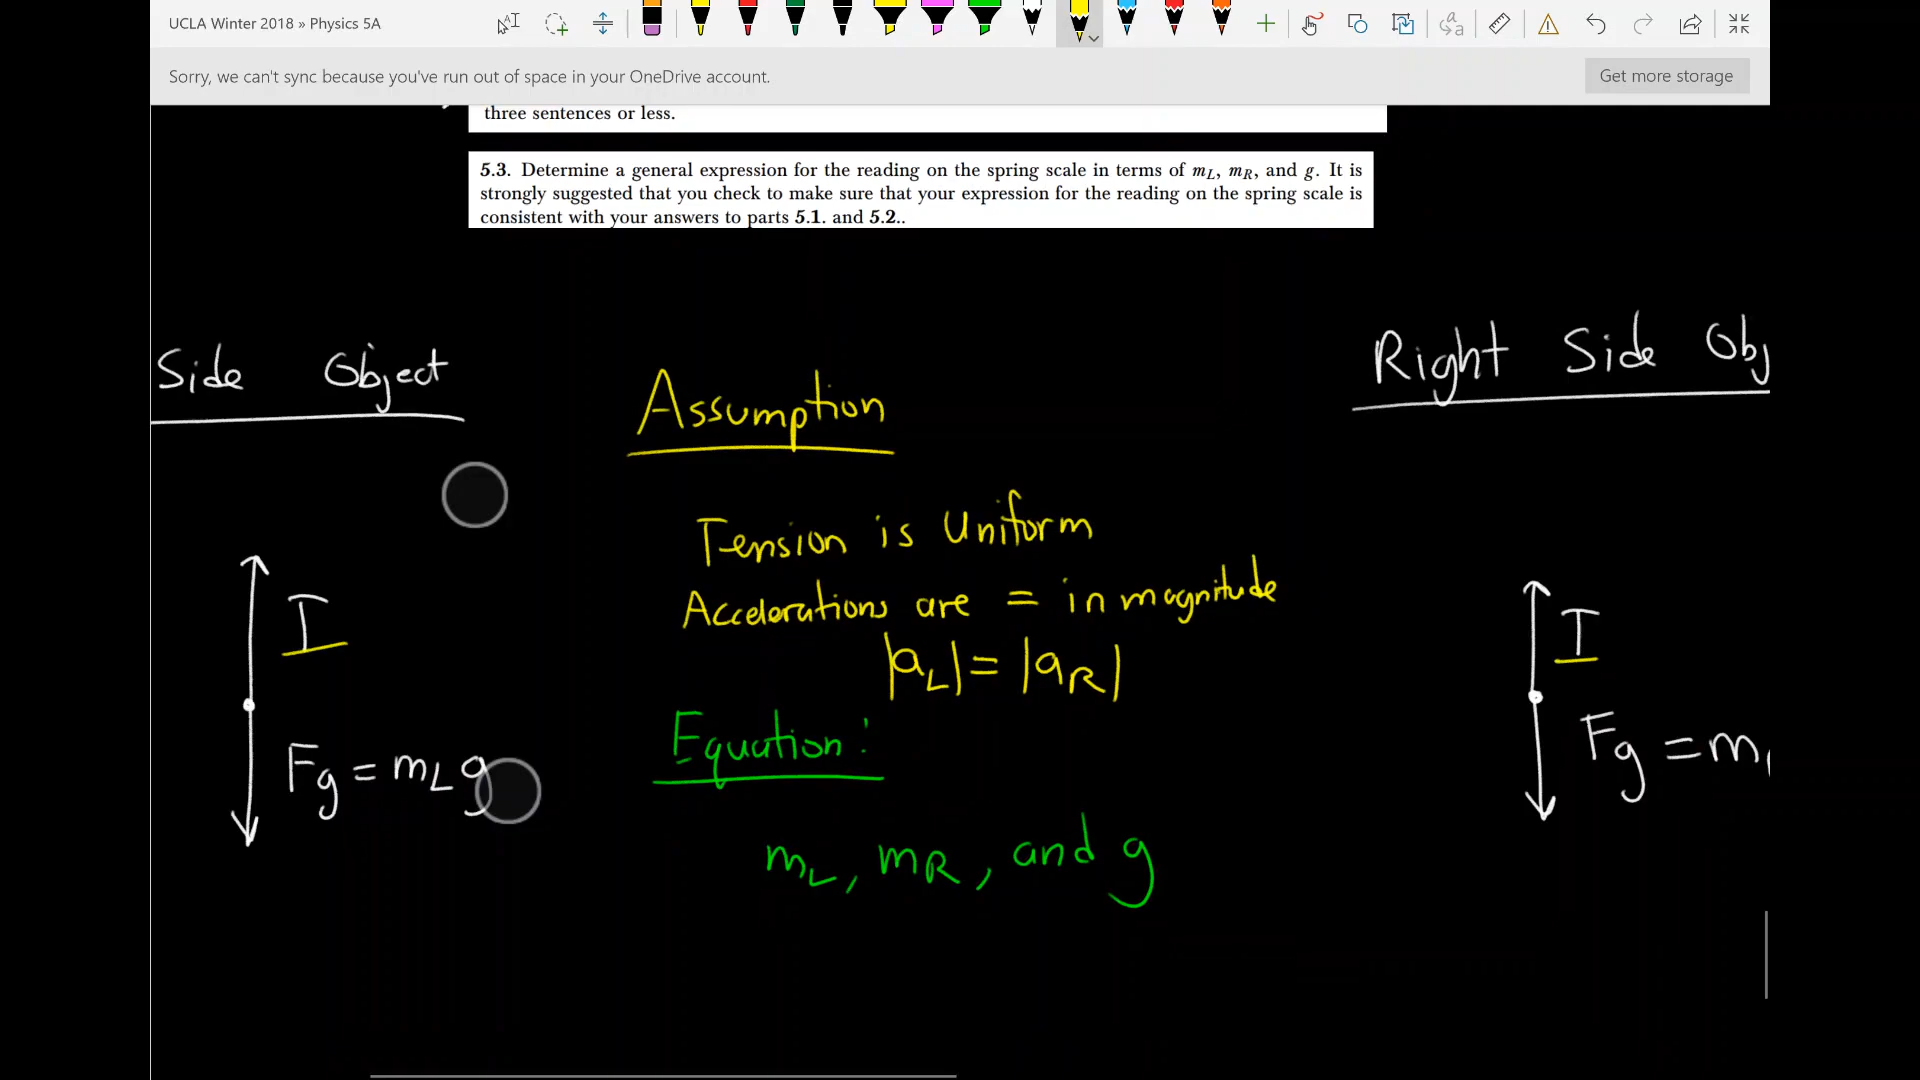 UCLA Winter 2018 » Physics 5A
Sorry, we can't sync because you've run out of space in your OneDrive account.
Get more storage
three sentences or less.
5.3. Determine a general expression for the reading on the spring scale in terms of m_L, m_R, and g. It is
strongly suggested that you check to make sure that your expression for the reading on the spring scale is
consistent with your answers to parts 5.1. and 5.2..
Side Object
Assumption
Right Side Obj
Tension is Uniform
Accelerations are = in magnitude
|a_L| = |a_R|
T
T
Equation:
F_g = m_L g
F_g = m
m_L, m_R, and g